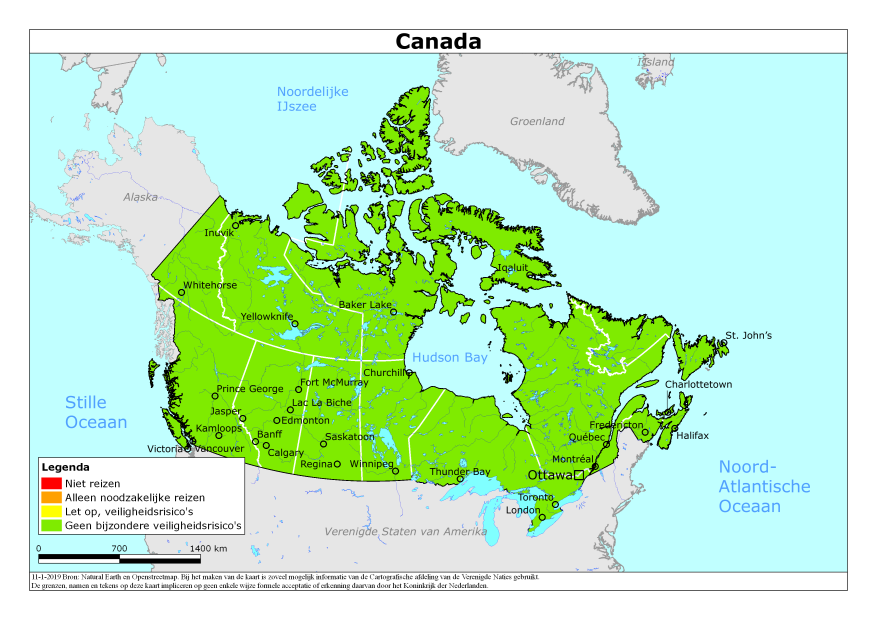 Canada
IJsland
Noordelijke
IJszee
Groenland
Alaska
Inuvik
Iqaluit
Whitehorse
Baker Lake
Yellowknife
St. John's
Hudson Bay
Churchill
Fort McMurray
Prince George
Charlottetown
Stille
Oceaan
Lac La Biche
Jasper
Edmonton
Kamloops
Fredericton
Banff
Saskatoon
Québec
Halifax
Victoria
Vancouver
Calgary
Montréal
Regina
Winnipeg
Thunder Bay
Ottawa
Noord-
Atlantische
Oceaan
Toronto
London
Verenigde Staten van Amerika
Legenda
Niet reizen
Alleen noodzakelijke reizen
Let op, veiligheidsrisico's
Geen bijzondere veiligheidsrisico's
0 700 1400 km
11-1-2019 Bron: Natural Earth en Openstreetmap. Bij het maken van de kaart is zoveel mogelijk informatie van de Cartografische afdeling van de Verenigde Naties gebruikt.
De grenzen, namen en tekens op deze kaart impliceren op geen enkele wijze formele acceptatie of erkenning daarvan door het Koninkrijk der Nederlanden.